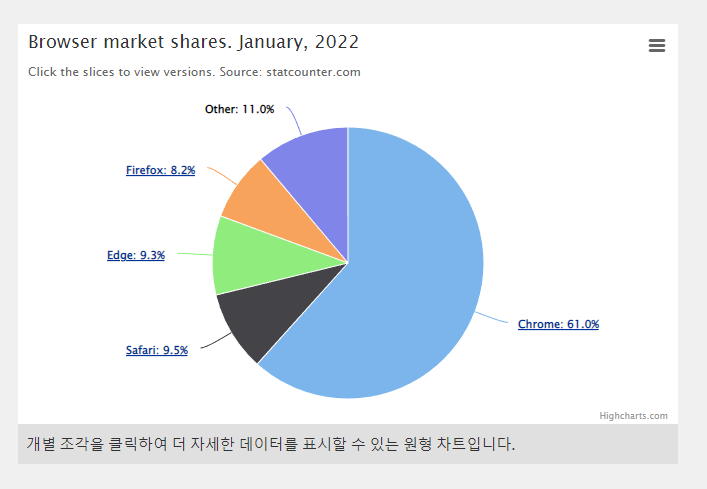 Browser market shares. January, 2022
Click the slices to view versions. Source: statcounter.com
Other: 11.0%
Firefox: 8.2%
Edge: 9.3%
Chrome: 61.0%
Safari: 9.5%
Highcharts.com
개별 조각을 클릭하여 더 자세한 데이터를 표시할 수 있는 원형 차트입니다.